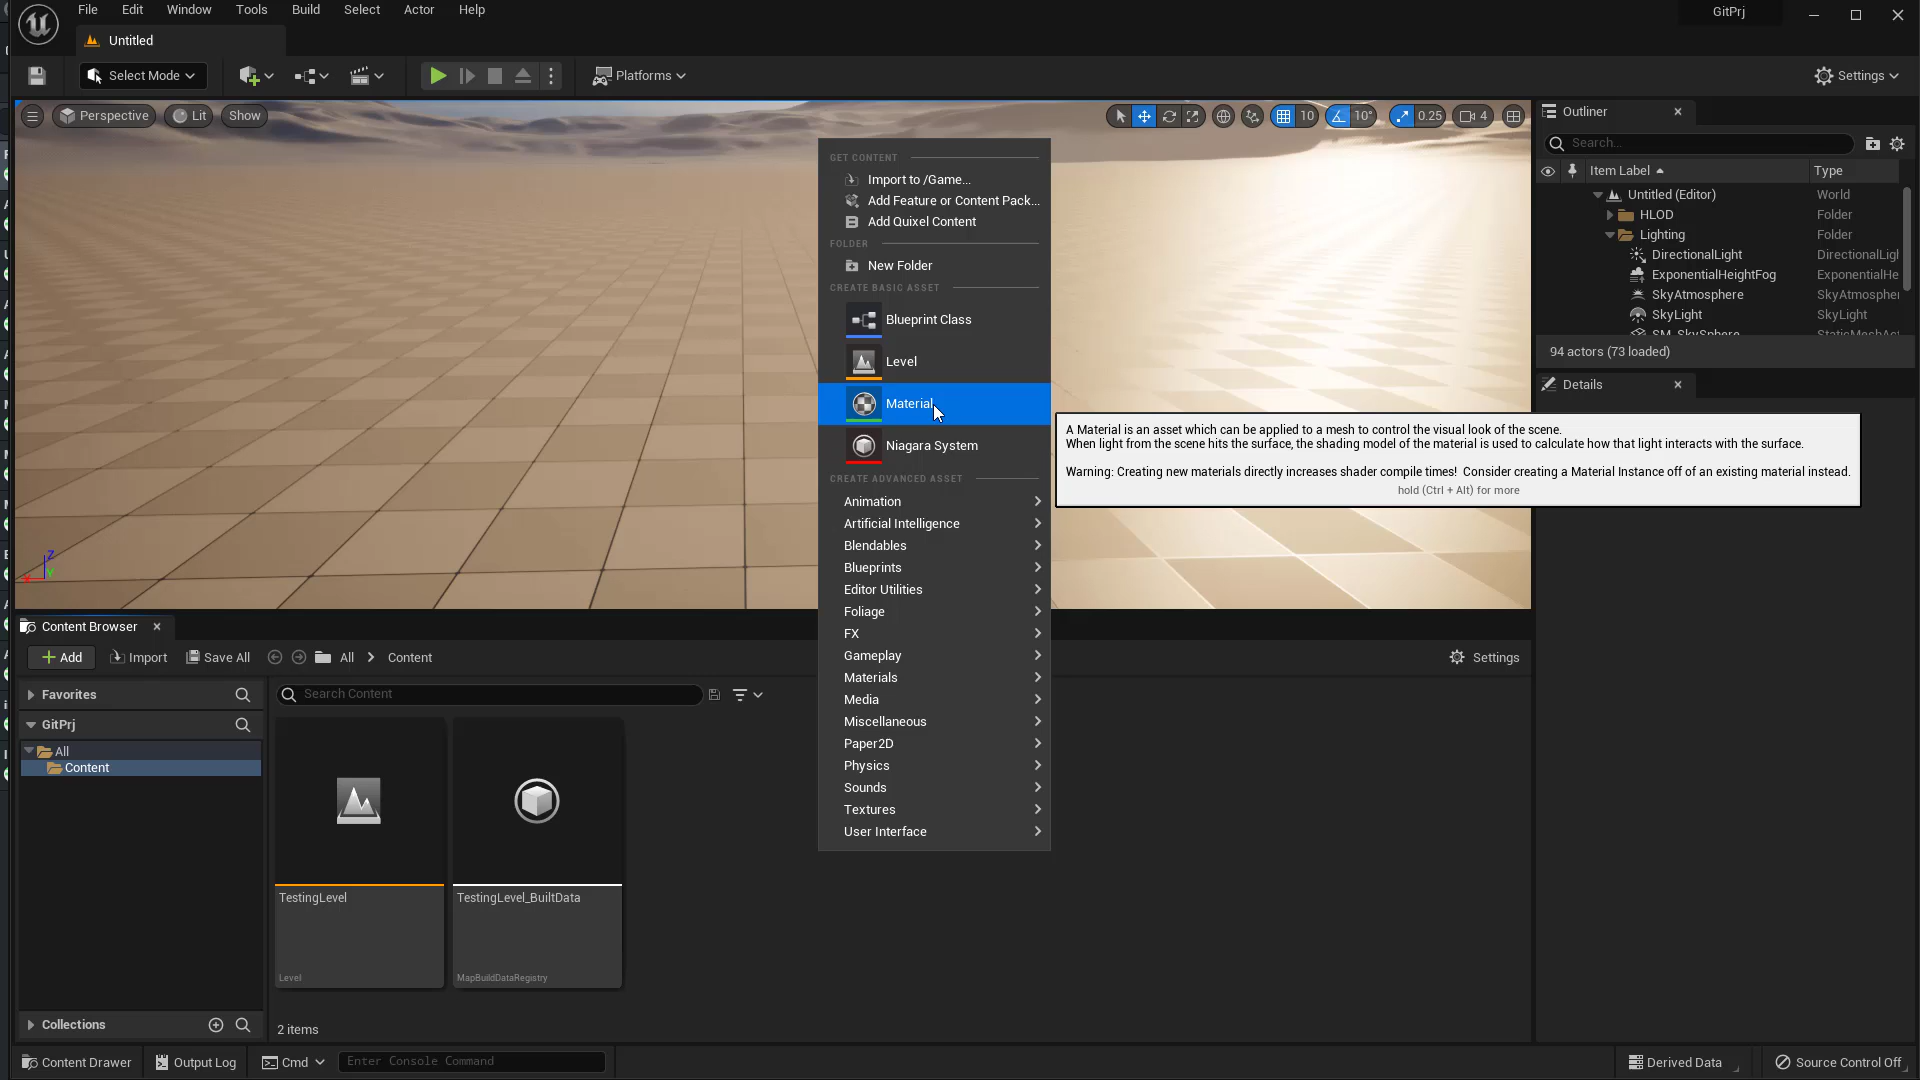 File Edit Window Tools Build Select Actor Help
GitPrj
Untitled
Select Mode
Platforms
Settings
Perspective
Lit
Show
10
10°
0.25
4
Outliner
Search...
Item Label
Type
Untitled (Editor) World
HLOD Folder
Lighting Folder
DirectionalLight DirectionalLigl
ExponentialHeightFog ExponentialHe
SkyAtmosphere SkyAtmospher
SkyLight SkyLight
SM_SkySphere StaticMeshAct
94 actors (73 loaded)
Details
GET CONTENT
Import to /Game...
Add Feature or Content Pack...
Add Quixel Content
FOLDER
New Folder
CREATE BASIC ASSET
Blueprint Class
Level
Material
Niagara System
CREATE ADVANCED ASSET
Animation
Artificial Intelligence
Blendables
Blueprints
Editor Utilities
Foliage
FX
Gameplay
Materials
Media
Miscellaneous
Paper2D
Physics
Sounds
Textures
User Interface
A Material is an asset which can be applied to a mesh to control the visual look of the scene.
When light from the scene hits the surface, the shading model of the material is used to calculate how that light interacts with the surface.
Warning: Creating new materials directly increases shader compile times! Consider creating a Material Instance off of an existing material instead.
hold (Ctrl + Alt) for more
Z
X
Y
Content Browser
Add
Import
Save All
All
Content
Settings
Favorites
Search Content
GitPrj
All
Content
TestingLevel
Level
TestingLevel_BuiltData
MapBuildDataRegistry
Collections
2 items
Content Drawer
Output Log
Cmd
Enter Console Command
Derived Data
Source Control Off